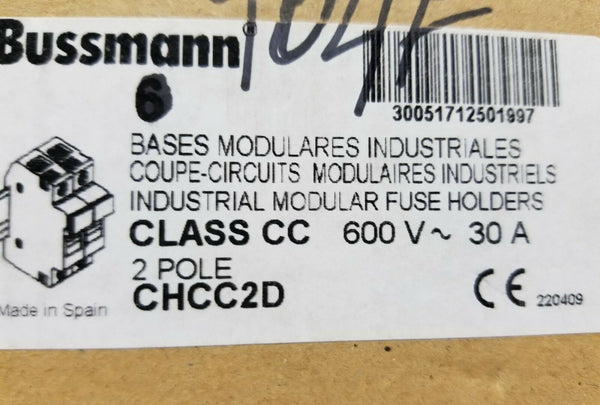 Bussmann®
6
30051712501997
BASES MODULARES INDUSTRIALES
COUPE-CIRCUITS MODULAIRES INDUSTRIELS
INDUSTRIAL MODULAR FUSE HOLDERS
CLASS CC 600 V ~ 30 A
2 POLE
CHCC2D
Made in Spain
CE 220409